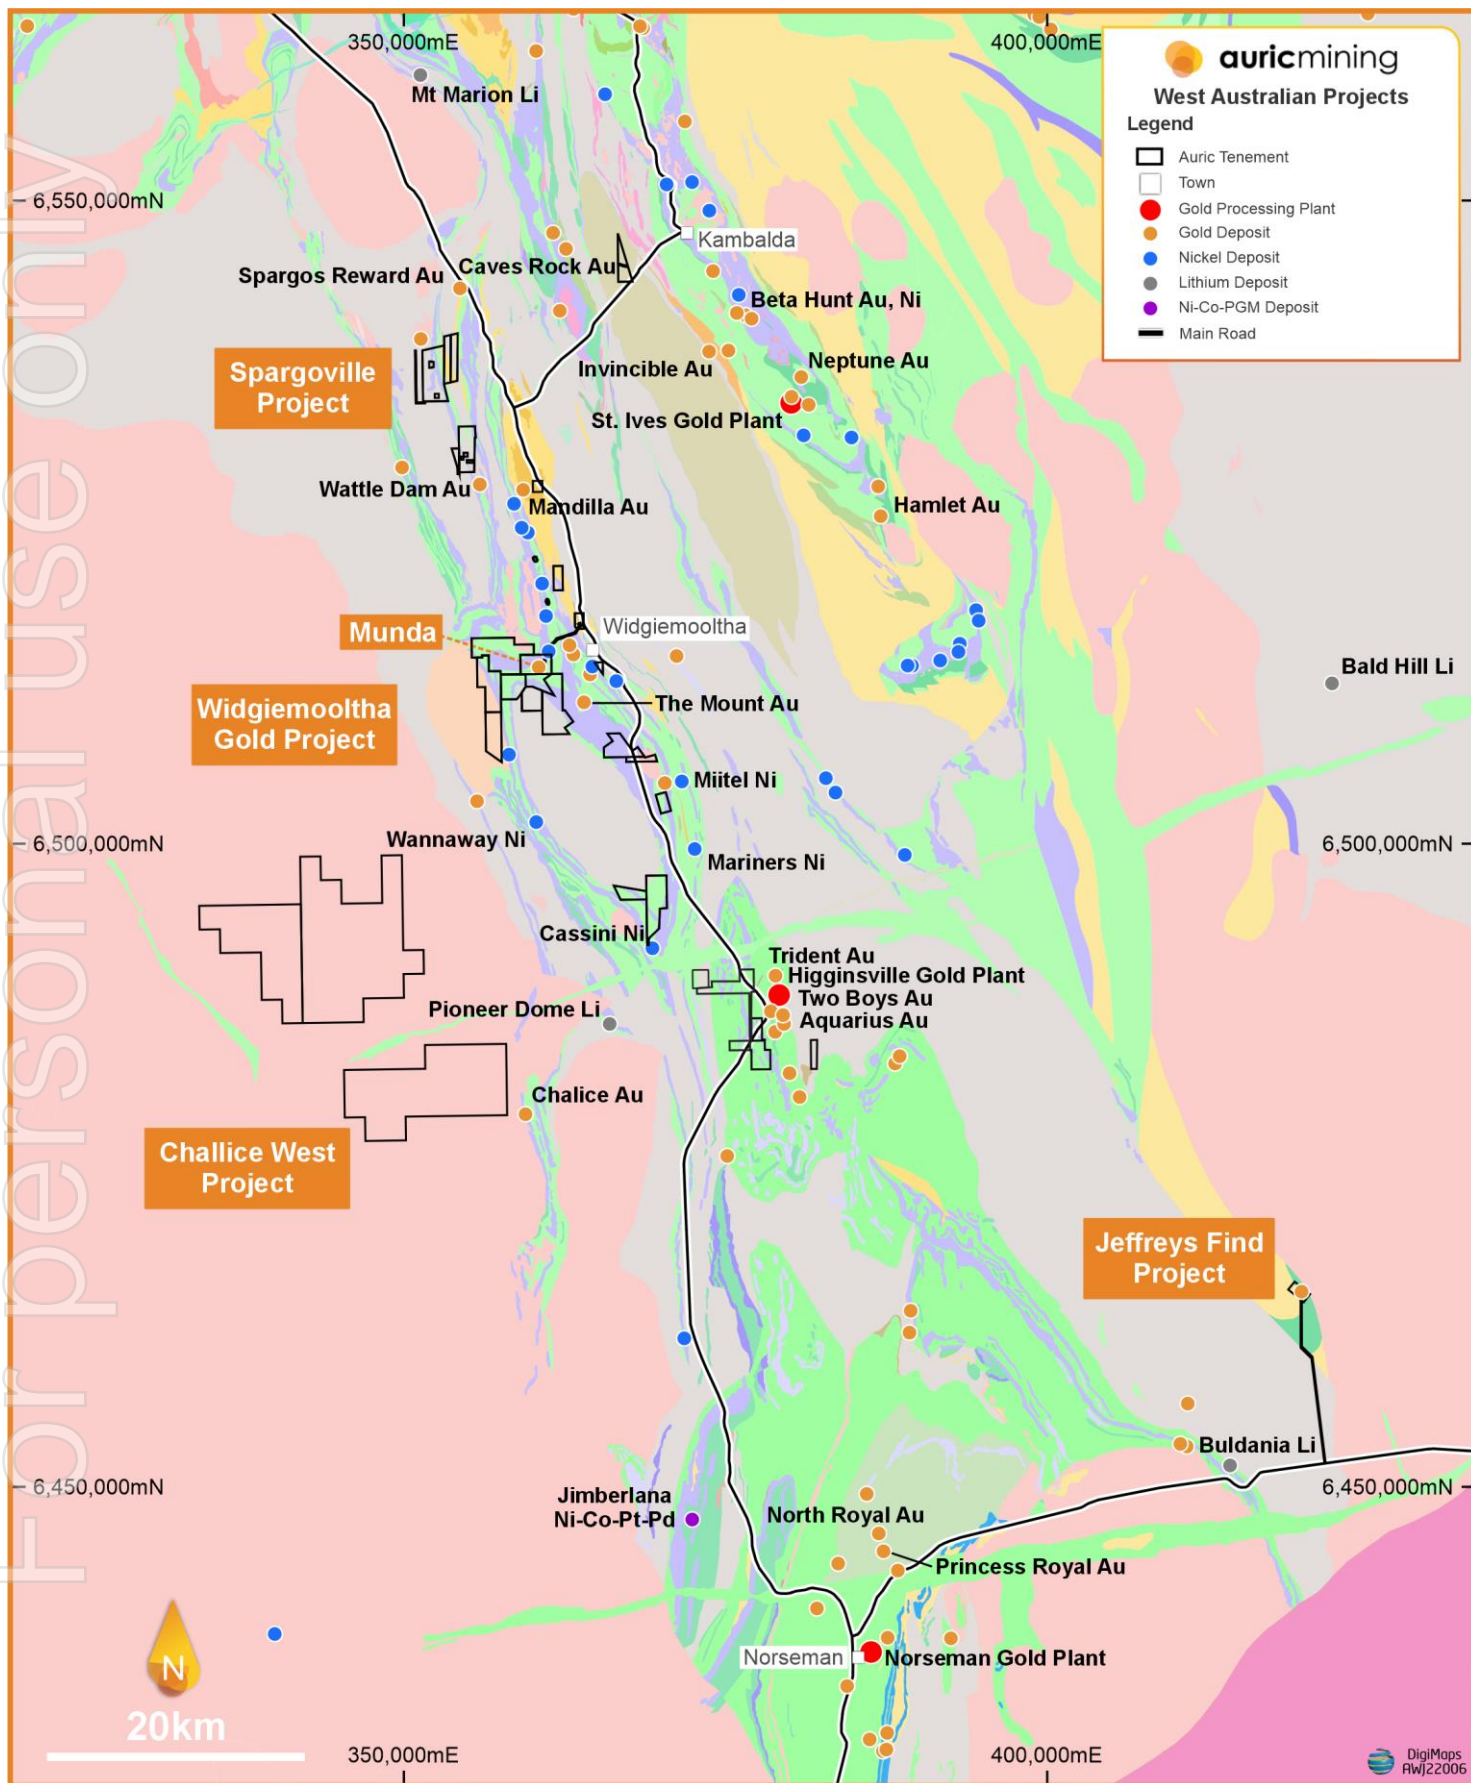 350,000mE
400,000mE
auricmining
West Australian Projects
Legend
Auric Tenement
Town
Gold Processing Plant
Gold Deposit
Nickel Deposit
Lithium Deposit
Ni-Co-PGM Deposit
Main Road
Mt Marion Li
6,550,000mN
Kambalda
Caves Rock Au
Spargos Reward Au
Beta Hunt Au, Ni
Neptune Au
Invincible Au
Spargoville
Project
St. Ives Gold Plant
Wattle Dam Au
Mandilla Au
Hamlet Au
Munda
Widgiemooltha
Bald Hill Li
Widgiemooltha
Gold Project
The Mount Au
Miitel Ni
Wannaway Ni
6,500,000mN
6,500,000mN
Mariners Ni
Cassini Ni
Trident Au
Higginsville Gold Plant
Two Boys Au
Aquarius Au
Pioneer Dome Li
Chalice Au
Challice West
Project
Jeffreys Find
Project
Buldania Li
6,450,000mN
6,450,000mN
Jimberlana
Ni-Co-Pt-Pd
North Royal Au
Princess Royal Au
Norseman
Norseman Gold Plant
N
20km
350,000mE
400,000mE
DigiMaps
AWJ22006
For personal use only